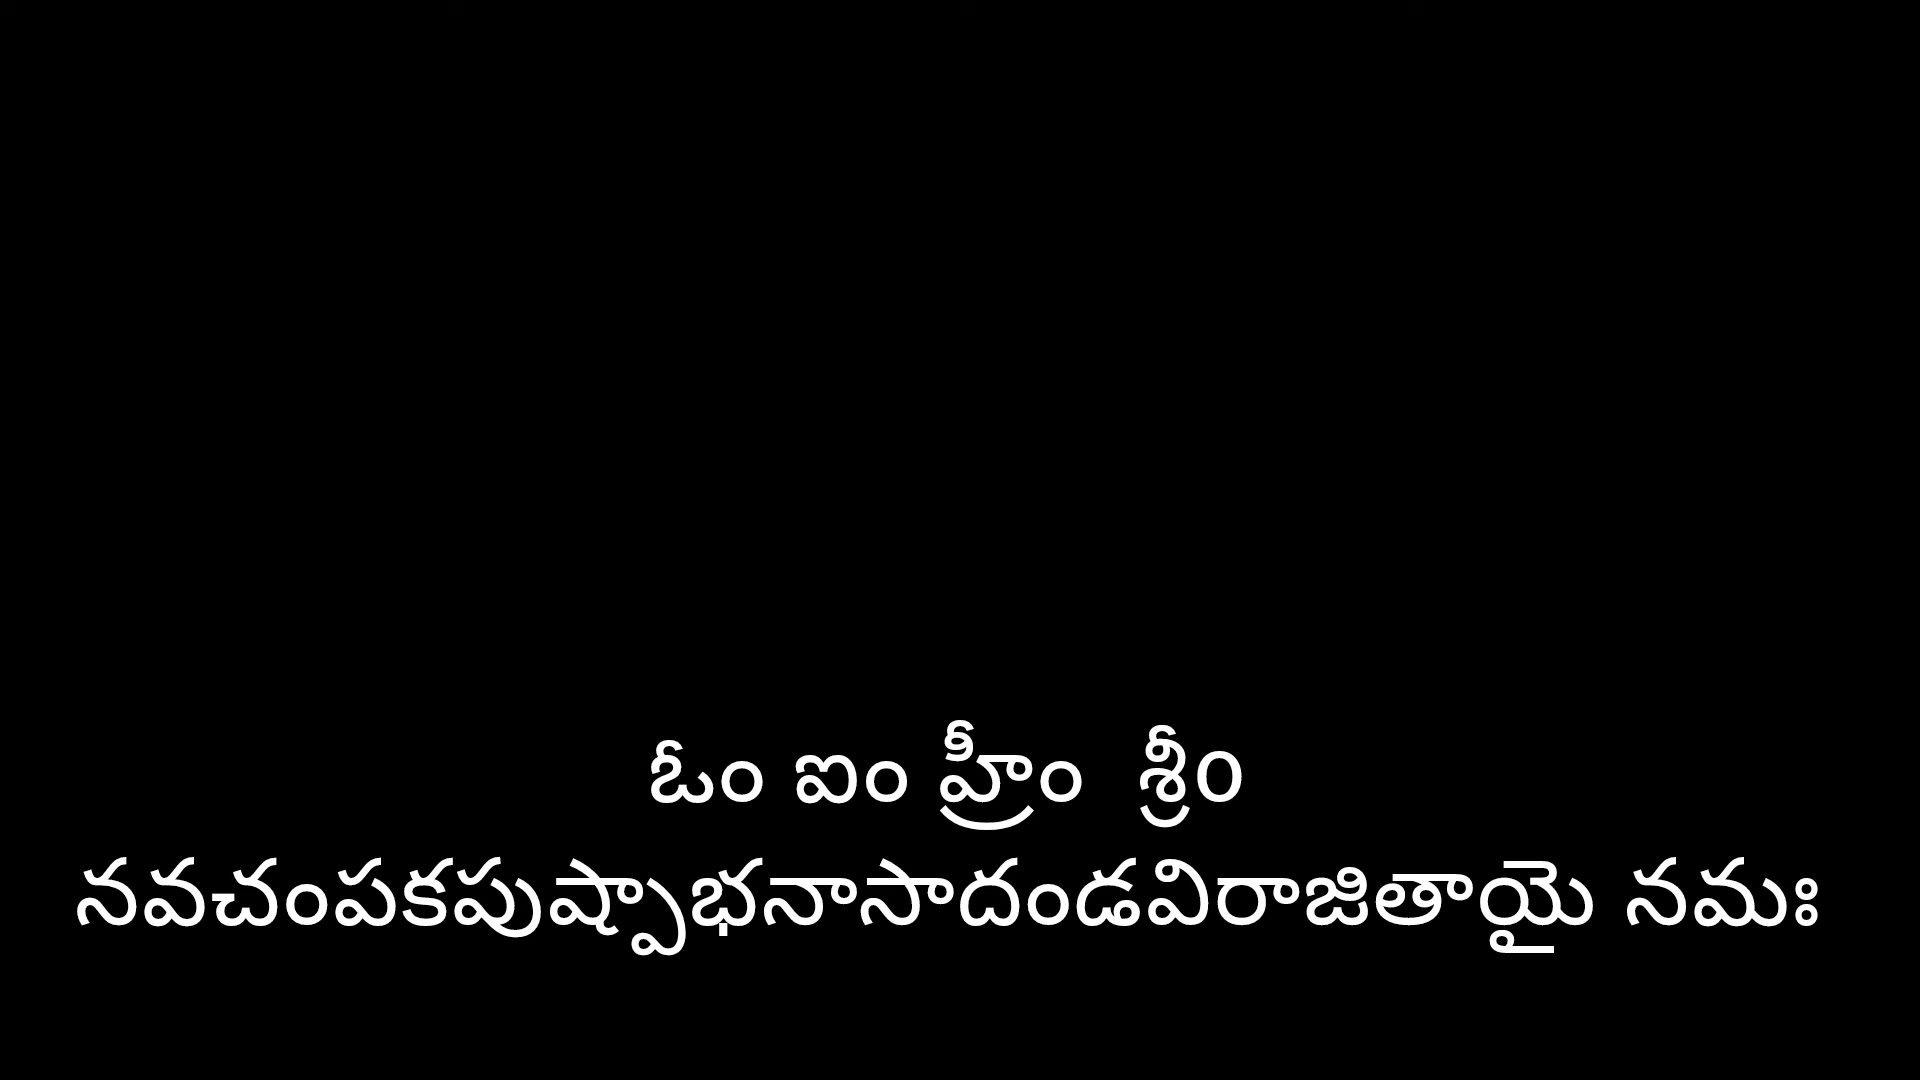 ఓం ఐం హ్రీం  శ్రీం
నవచంపకపుష్పాభనాసాదండవిరాజితాయై నమః